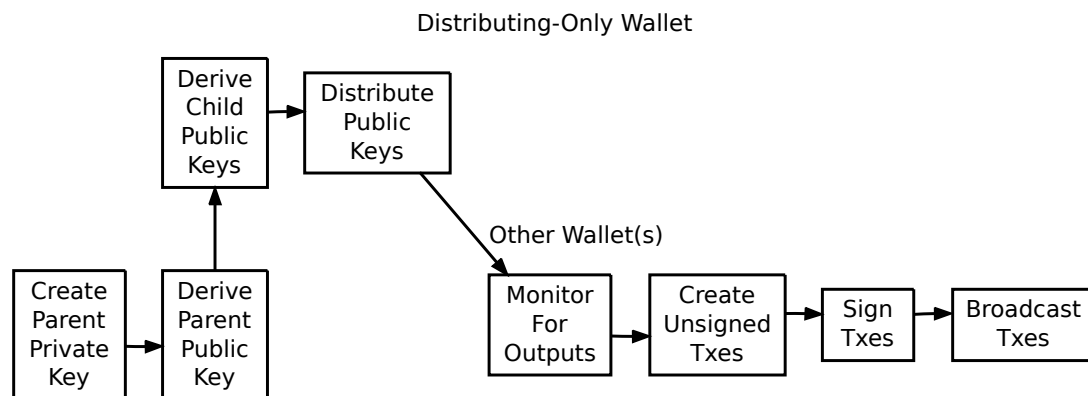 Distributing-Only Wallet
Derive
Child
Public
Keys
Distribute
Public
Keys
Other Wallet(s)
Create
Parent
Private
Key
Derive
Parent
Public
Key
Monitor
For
Outputs
Create
Unsigned
Txes
Sign
Txes
Broadcast
Txes